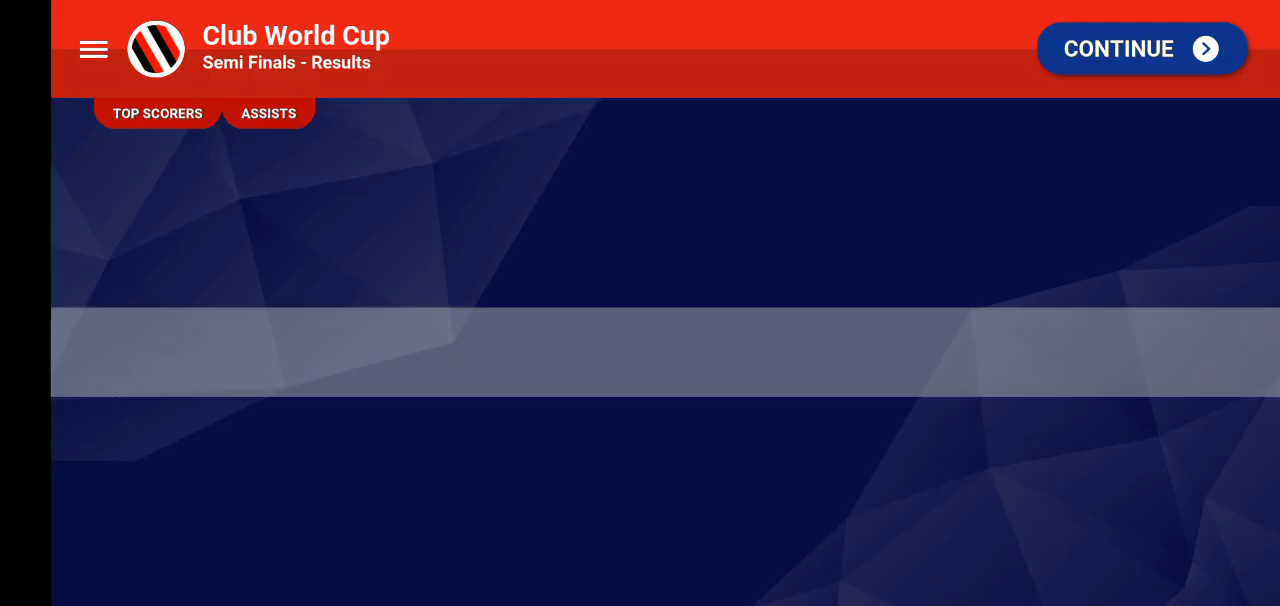 Club World Cup
Semi Finals - Results
CONTINUE
TOP SCORERS
ASSISTS